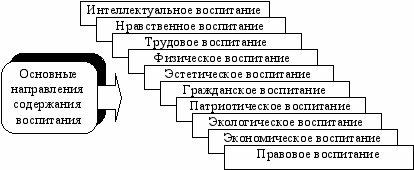 Основные
направления
содержания
воспитания
Интеллектуальное воспитание
Нравственное воспитание
Трудовое воспитание
Физическое воспитание
Эстетическое воспитание
Гражданское воспитание
Патриотическое воспитание
Экологическое воспитание
Экономическое воспитание
Правовое воспитание